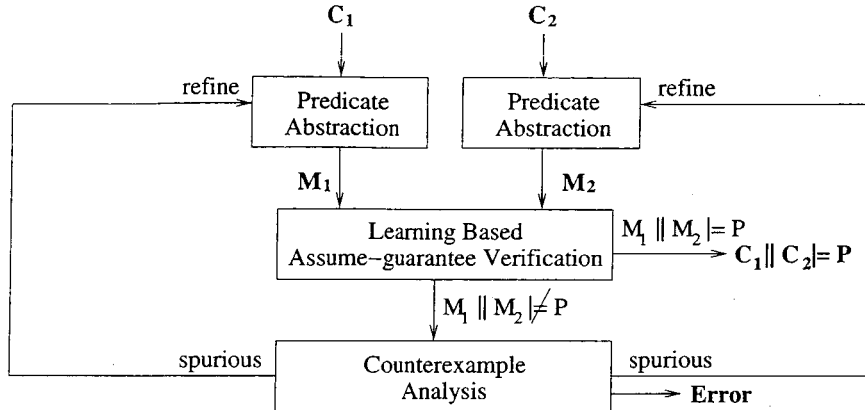 C1 C2
refine refine
Predicate
Abstraction
Predicate
Abstraction
M1 M2
Learning Based
Assume-guarantee Verification
M1 || M2 |= P
C1 || C2 |= P
M1 || M2 |≠ P
spurious
Counterexample
Analysis
spurious
Error